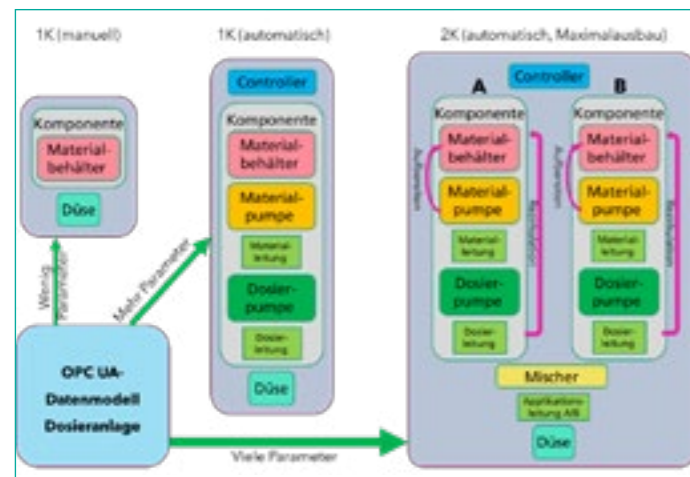 1K (manuell)
1K (automatisch)
2K (automatisch, Maximalausbau)
Komponente
Material-
behälter
Düse
Wenig
Parameter
Mehr Parameter
OPC UA-
Datenmodell
Dosieranlage
Viele Parameter
Controller
Komponente
Material-
behälter
Material-
pumpe
Material-
leitung
Dosier-
pumpe
Dosier-
leitung
Düse
Controller
A
B
Komponente
Material-
behälter
Material-
pumpe
Material-
leitung
Dosier-
pumpe
Dosier-
leitung
Rezirkulation
Komponente
Material-
behälter
Material-
pumpe
Material-
leitung
Dosier-
pumpe
Dosier-
leitung
Rezirkulation
Mischer
Applikations-
leitung A/B
Düse